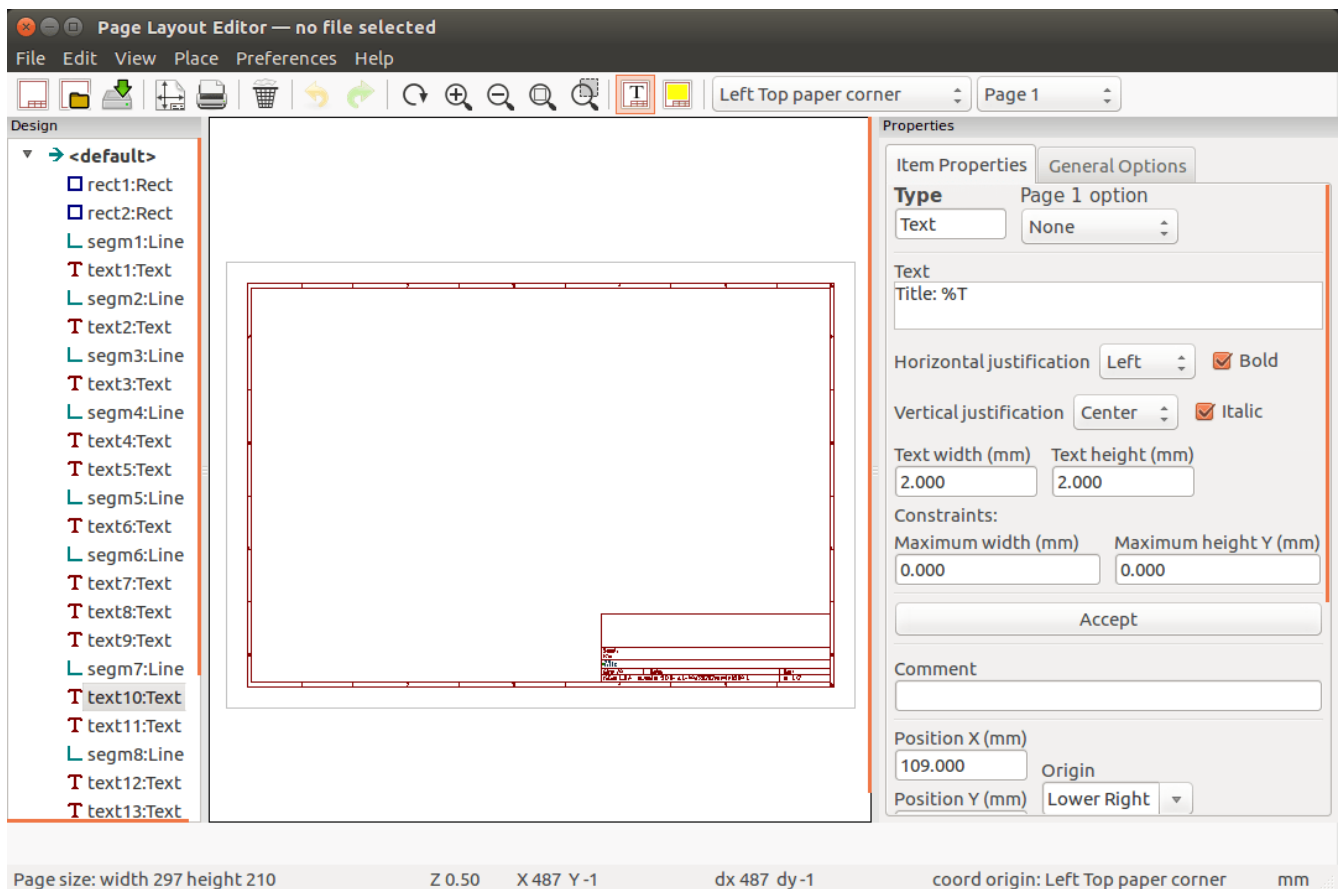 Page Layout Editor — no file selected
File Edit View Place Preferences Help
T Left Top paper corner Page 1
Design
<default>
rect1:Rect
rect2:Rect
segm1:Line
T text1:Text
segm2:Line
T text2:Text
segm3:Line
T text3:Text
segm4:Line
T text4:Text
T text5:Text
segm5:Line
T text6:Text
segm6:Line
T text7:Text
T text8:Text
T text9:Text
segm7:Line
T text10:Text
T text11:Text
segm8:Line
T text12:Text
T text13:Text
Properties
Item Properties General Options
Type Page 1 option
Text None
Text
Title: %T
Horizontal justification Left Bold
Vertical justification Center Italic
Text width (mm) Text height (mm)
2.000 2.000
Constraints:
Maximum width (mm) Maximum height Y (mm)
0.000 0.000
Accept
Comment
Position X (mm)
109.000 Origin
Position Y (mm) Lower Right
Page size: width 297 height 210 Z 0.50 X 487 Y -1 dx 487 dy -1 coord origin: Left Top paper corner mm